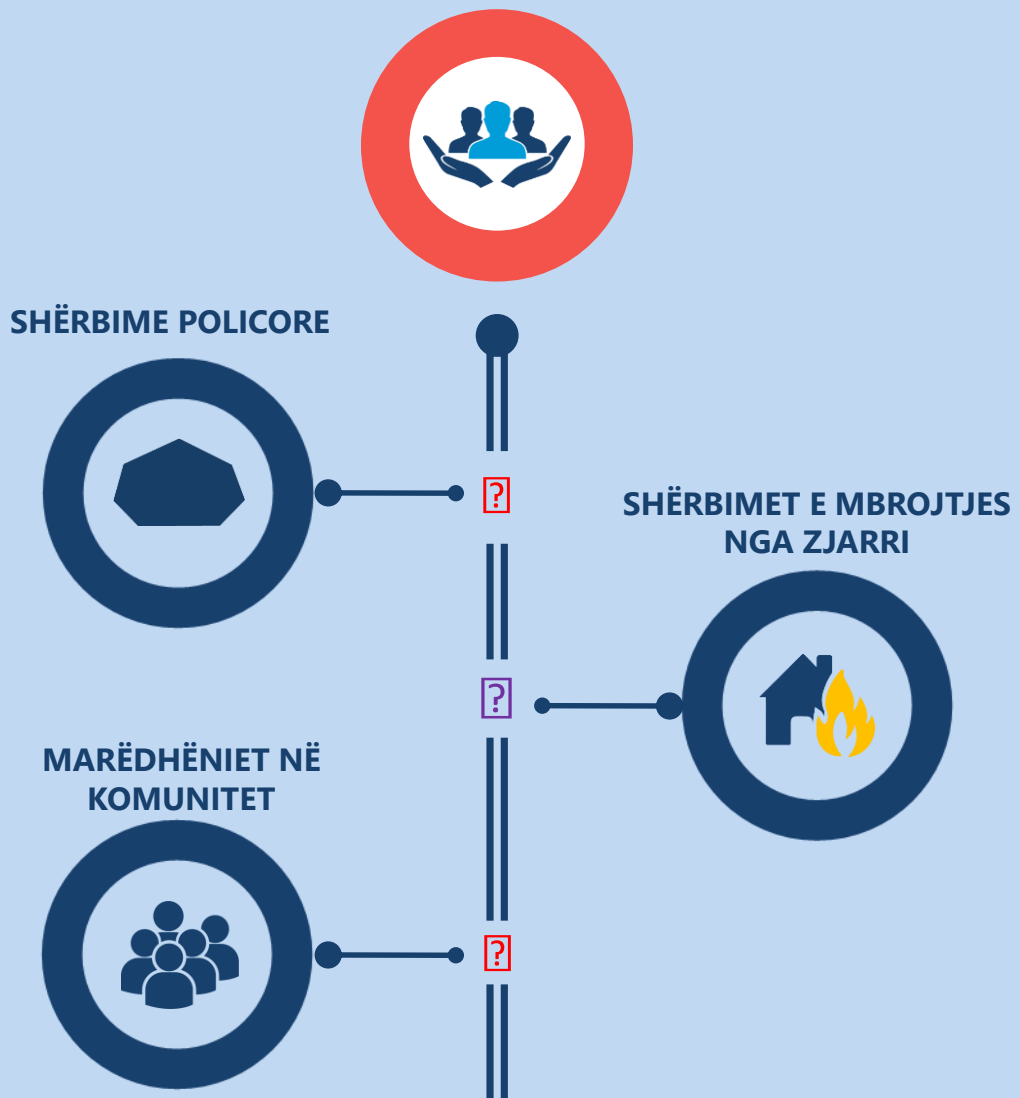 SHËRBIME POLICORE
SHËRBIMET E MBROJTJES
NGA ZJARRI
MARËDHËNIET NË
KOMUNITET